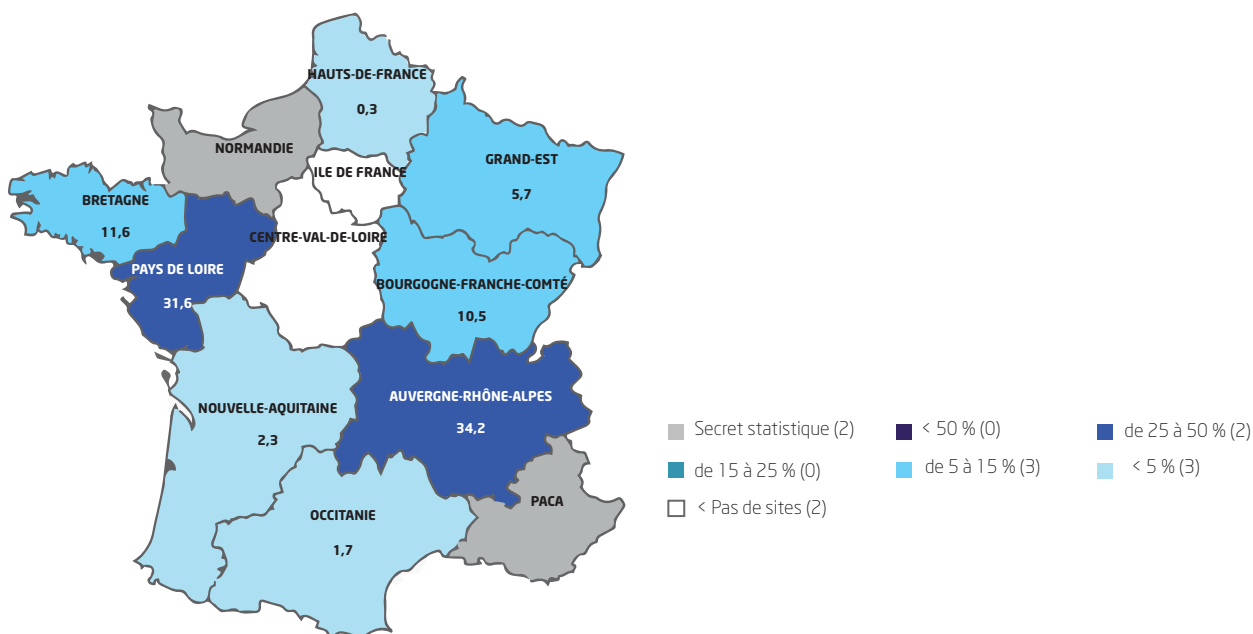 HAUTS-DE-FRANCE
0,3
NORMANDIE
ILE DE FRANCE
GRAND-EST
5,7
BRETAGNE
11,6
CENTRE-VAL-DE-LOIRE
PAYS DE LOIRE
31,6
BOURGOGNE-FRANCHE-COMTÉ
10,5
AUVERGNE-RHÔNE-ALPES
34,2
NOUVELLE-AQUITAINE
2,3
OCCITANIE
1,7
PACA
Secret statistique (2)
< 50 % (0)
de 25 à 50 % (2)
de 15 à 25 % (0)
de 5 à 15 % (3)
< 5 % (3)
< Pas de sites (2)